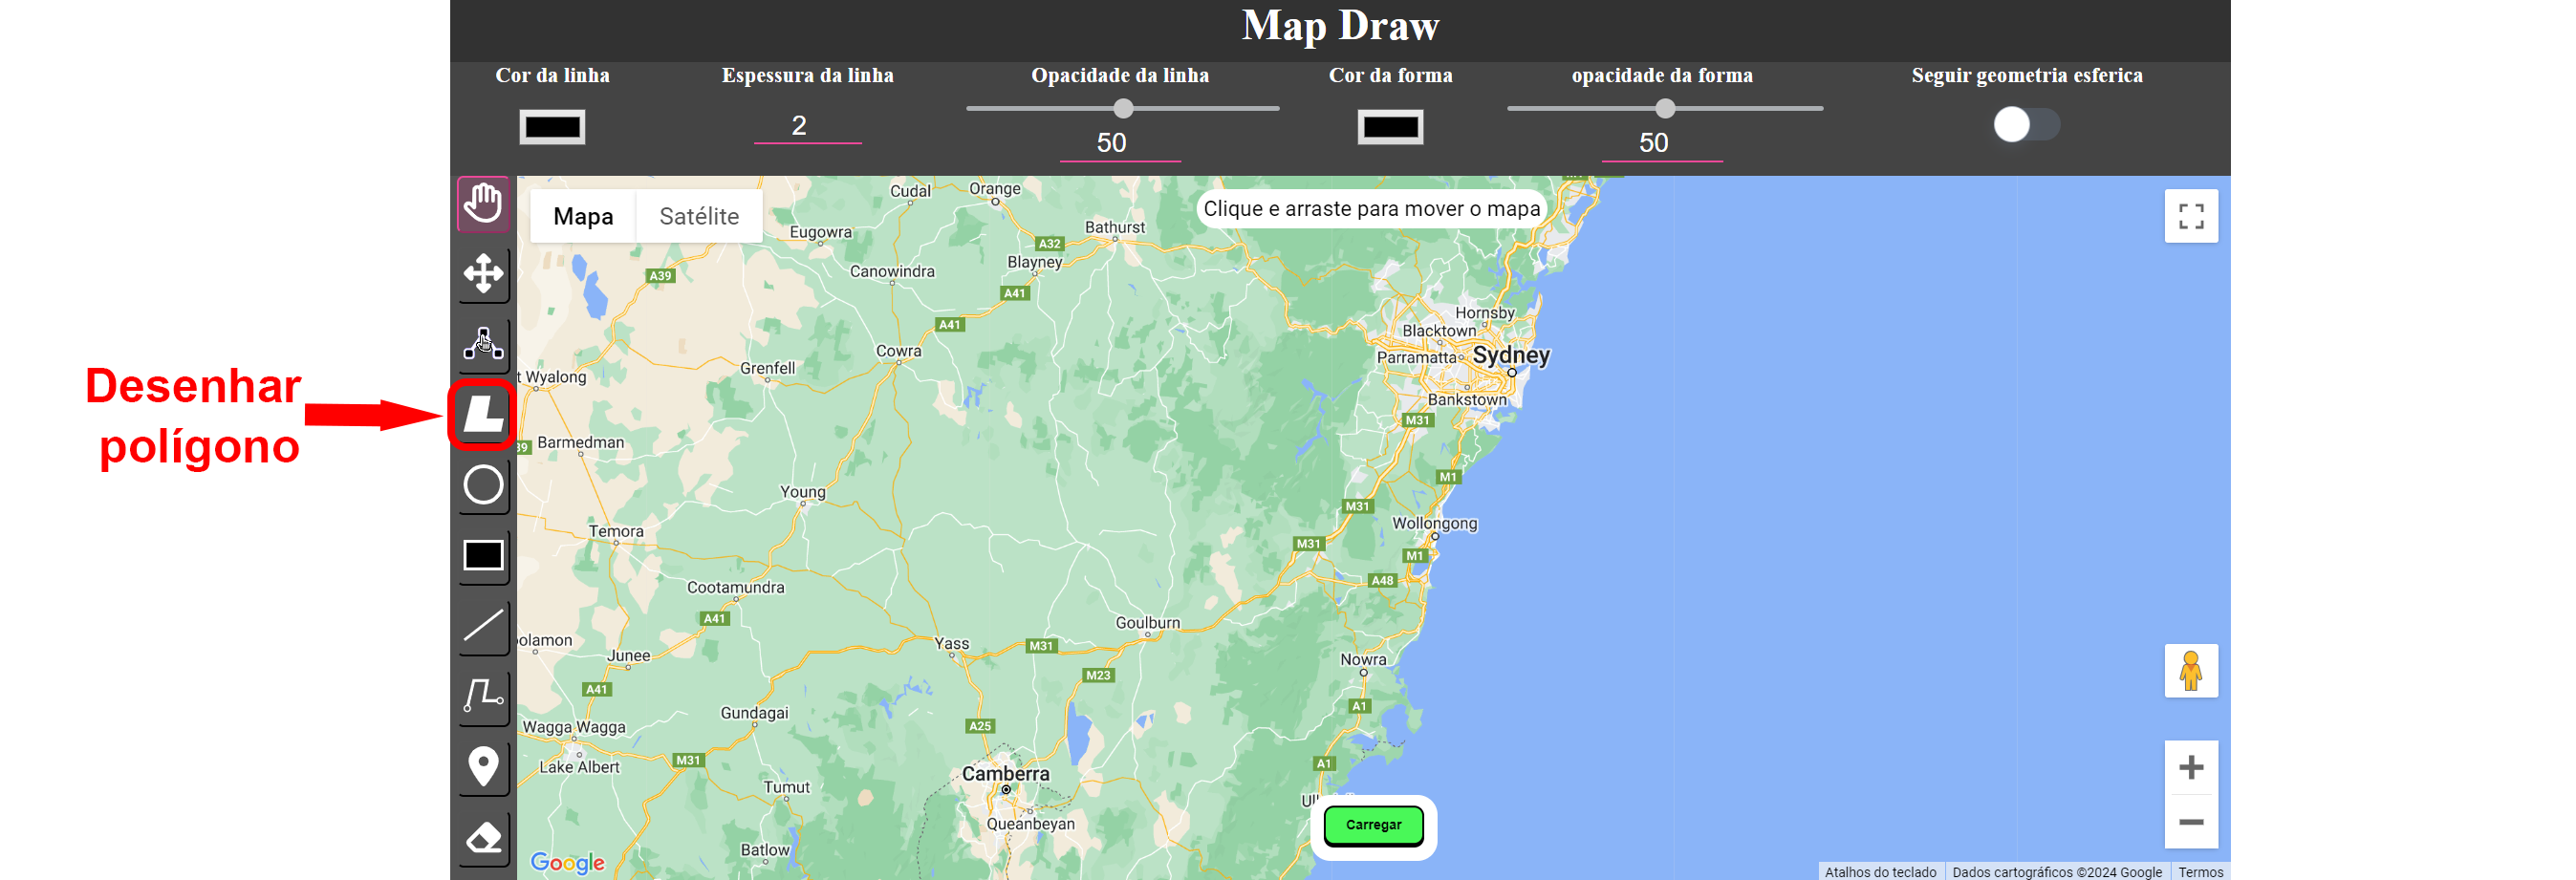 Map Draw
Cor da linha
Espessura da linha
Opacidade da linha
Cor da forma
opacidade da forma
Seguir geometria esferica
2
50
50
Mapa
Satélite
Clique e arraste para mover o mapa
Desenhar
polígono
Cudal
Orange
Eugowra
Bathurst
A32
Blayney
Canowindra
A39
A41
Hornsby
A41
Blacktown
Cowra
Parramatta
Sydney
Grenfell
t Wyalong
Bankstown
M31
Barmedman
39
M1
Young
M31
Wollongong
Temora
M31
M1
A48
Cootamundra
A41
Goulburn
olamon
Yass
M31
Junee
Nowra
M23
A41
A1
Gundagai
A25
Wagga Wagga
M31
A1
Lake Albert
Camberra
Tumut
Ul
Queanbeyan
Carregar
Batlow
Google
Atalhos do teclado
Dados cartográficos ©2024 Google
Termos